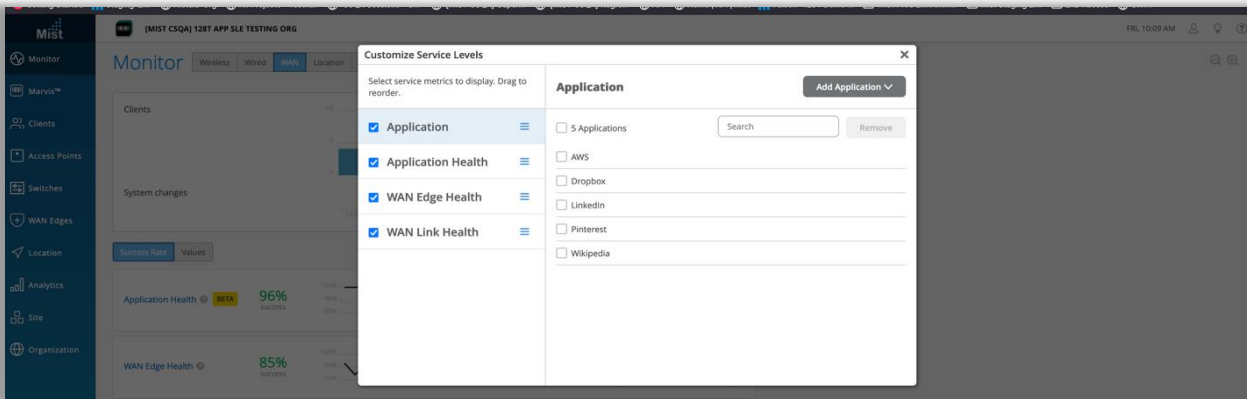 Mist
[MIST CSQA] 128T APP SLE TESTING ORG
FRI, 10:09 AM
Monitor
Marvis™
Clients
Access Points
Switches
WAN Edges
Location
Analytics
Site
Organization
Monitor Wireless Wired WAN Location
Clients
System changes
Success Rate Values
Application Health BETA 96% success
WAN Edge Health 85% success
Customize Service Levels
Select service metrics to display. Drag to
reorder.
Application
Application Health
WAN Edge Health
WAN Link Health
Application Add Application
5 Applications Search Remove
AWS
Dropbox
LinkedIn
Pinterest
Wikipedia